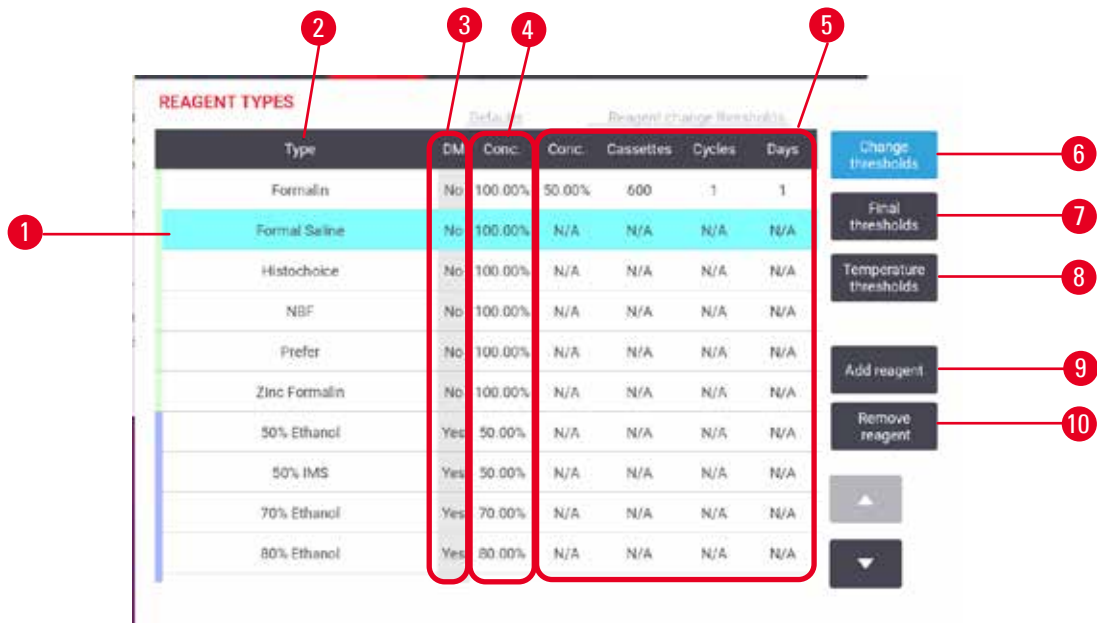 2 3 4 5
REAGENT TYPES
Defaults Reagent change thresholds
Type DM Conc. Conc. Cassettes Cycles Days
Change
thresholds
6
Formalin No 100.00% 50.00% 600 1 1
Final
thresholds
7
1
Formal Saline No 100.00% N/A N/A N/A N/A
Temperature
thresholds
8
Histochoice No 100.00% N/A N/A N/A N/A
NBF No 100.00% N/A N/A N/A N/A
Prefer No 100.00% N/A N/A N/A N/A
Add reagent
9
Zinc Formalin No 100.00% N/A N/A N/A N/A
Remove
reagent
10
50% Ethanol Yes 50.00% N/A N/A N/A N/A
50% IMS Yes 50.00% N/A N/A N/A N/A
70% Ethanol Yes 70.00% N/A N/A N/A N/A
80% Ethanol Yes 80.00% N/A N/A N/A N/A